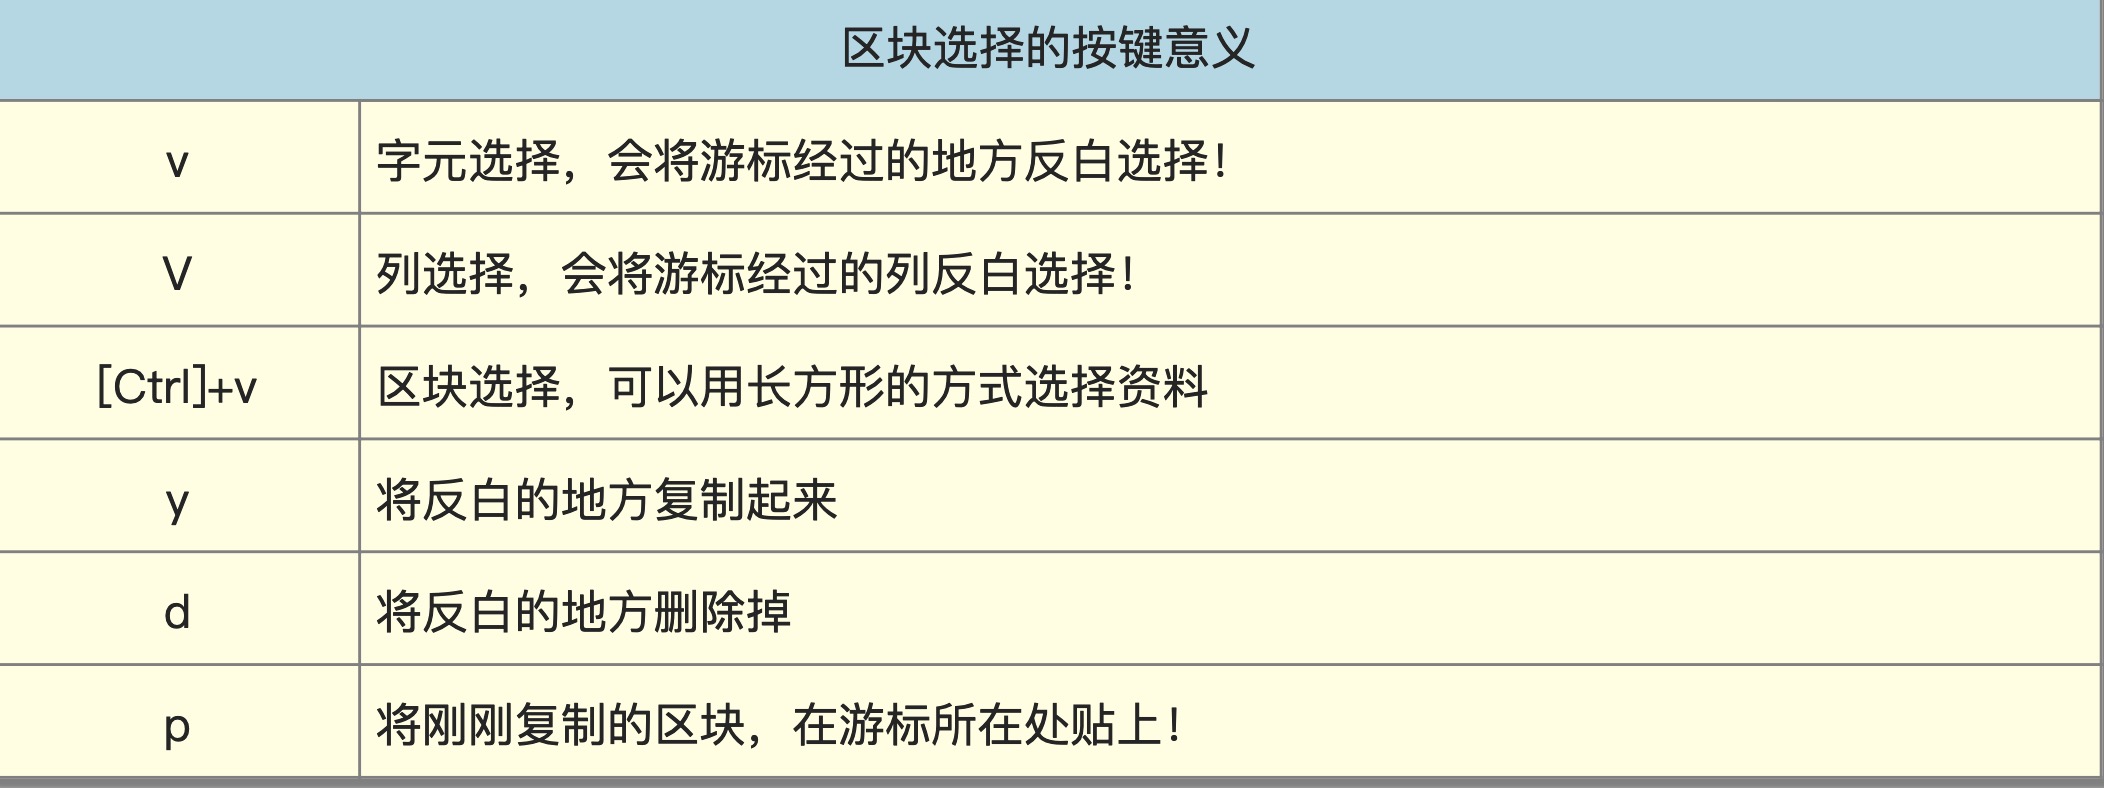 区块选择的按键意义
v 字元选择，会将游标经过的地方反白选择！
V 列选择，会将游标经过的列反白选择！
[Ctrl]+v 区块选择，可以用长方形的方式选择资料
y 将反白的地方复制起来
d 将反白的地方删除掉
p 将刚刚复制的区块，在游标所在处贴上！